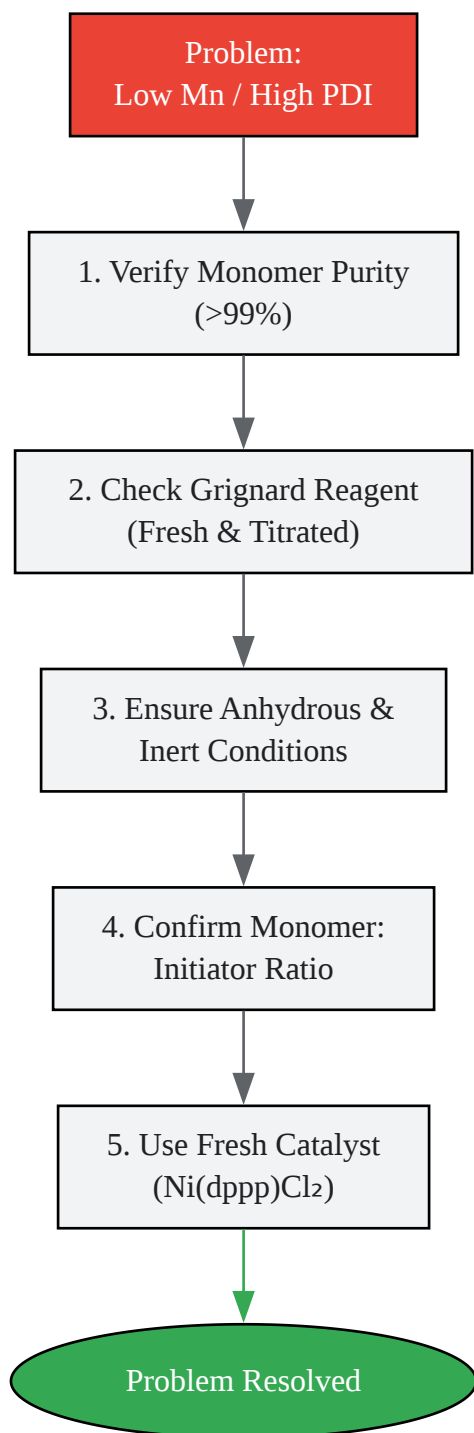 Problem:
Low Mn / High PDI
1. Verify Monomer Purity
(>99%)
2. Check Grignard Reagent
(Fresh & Titrated)
3. Ensure Anhydrous &
Inert Conditions
4. Confirm Monomer:
Initiator Ratio
5. Use Fresh Catalyst
(Ni(dppp)Cl₂)
Problem Resolved